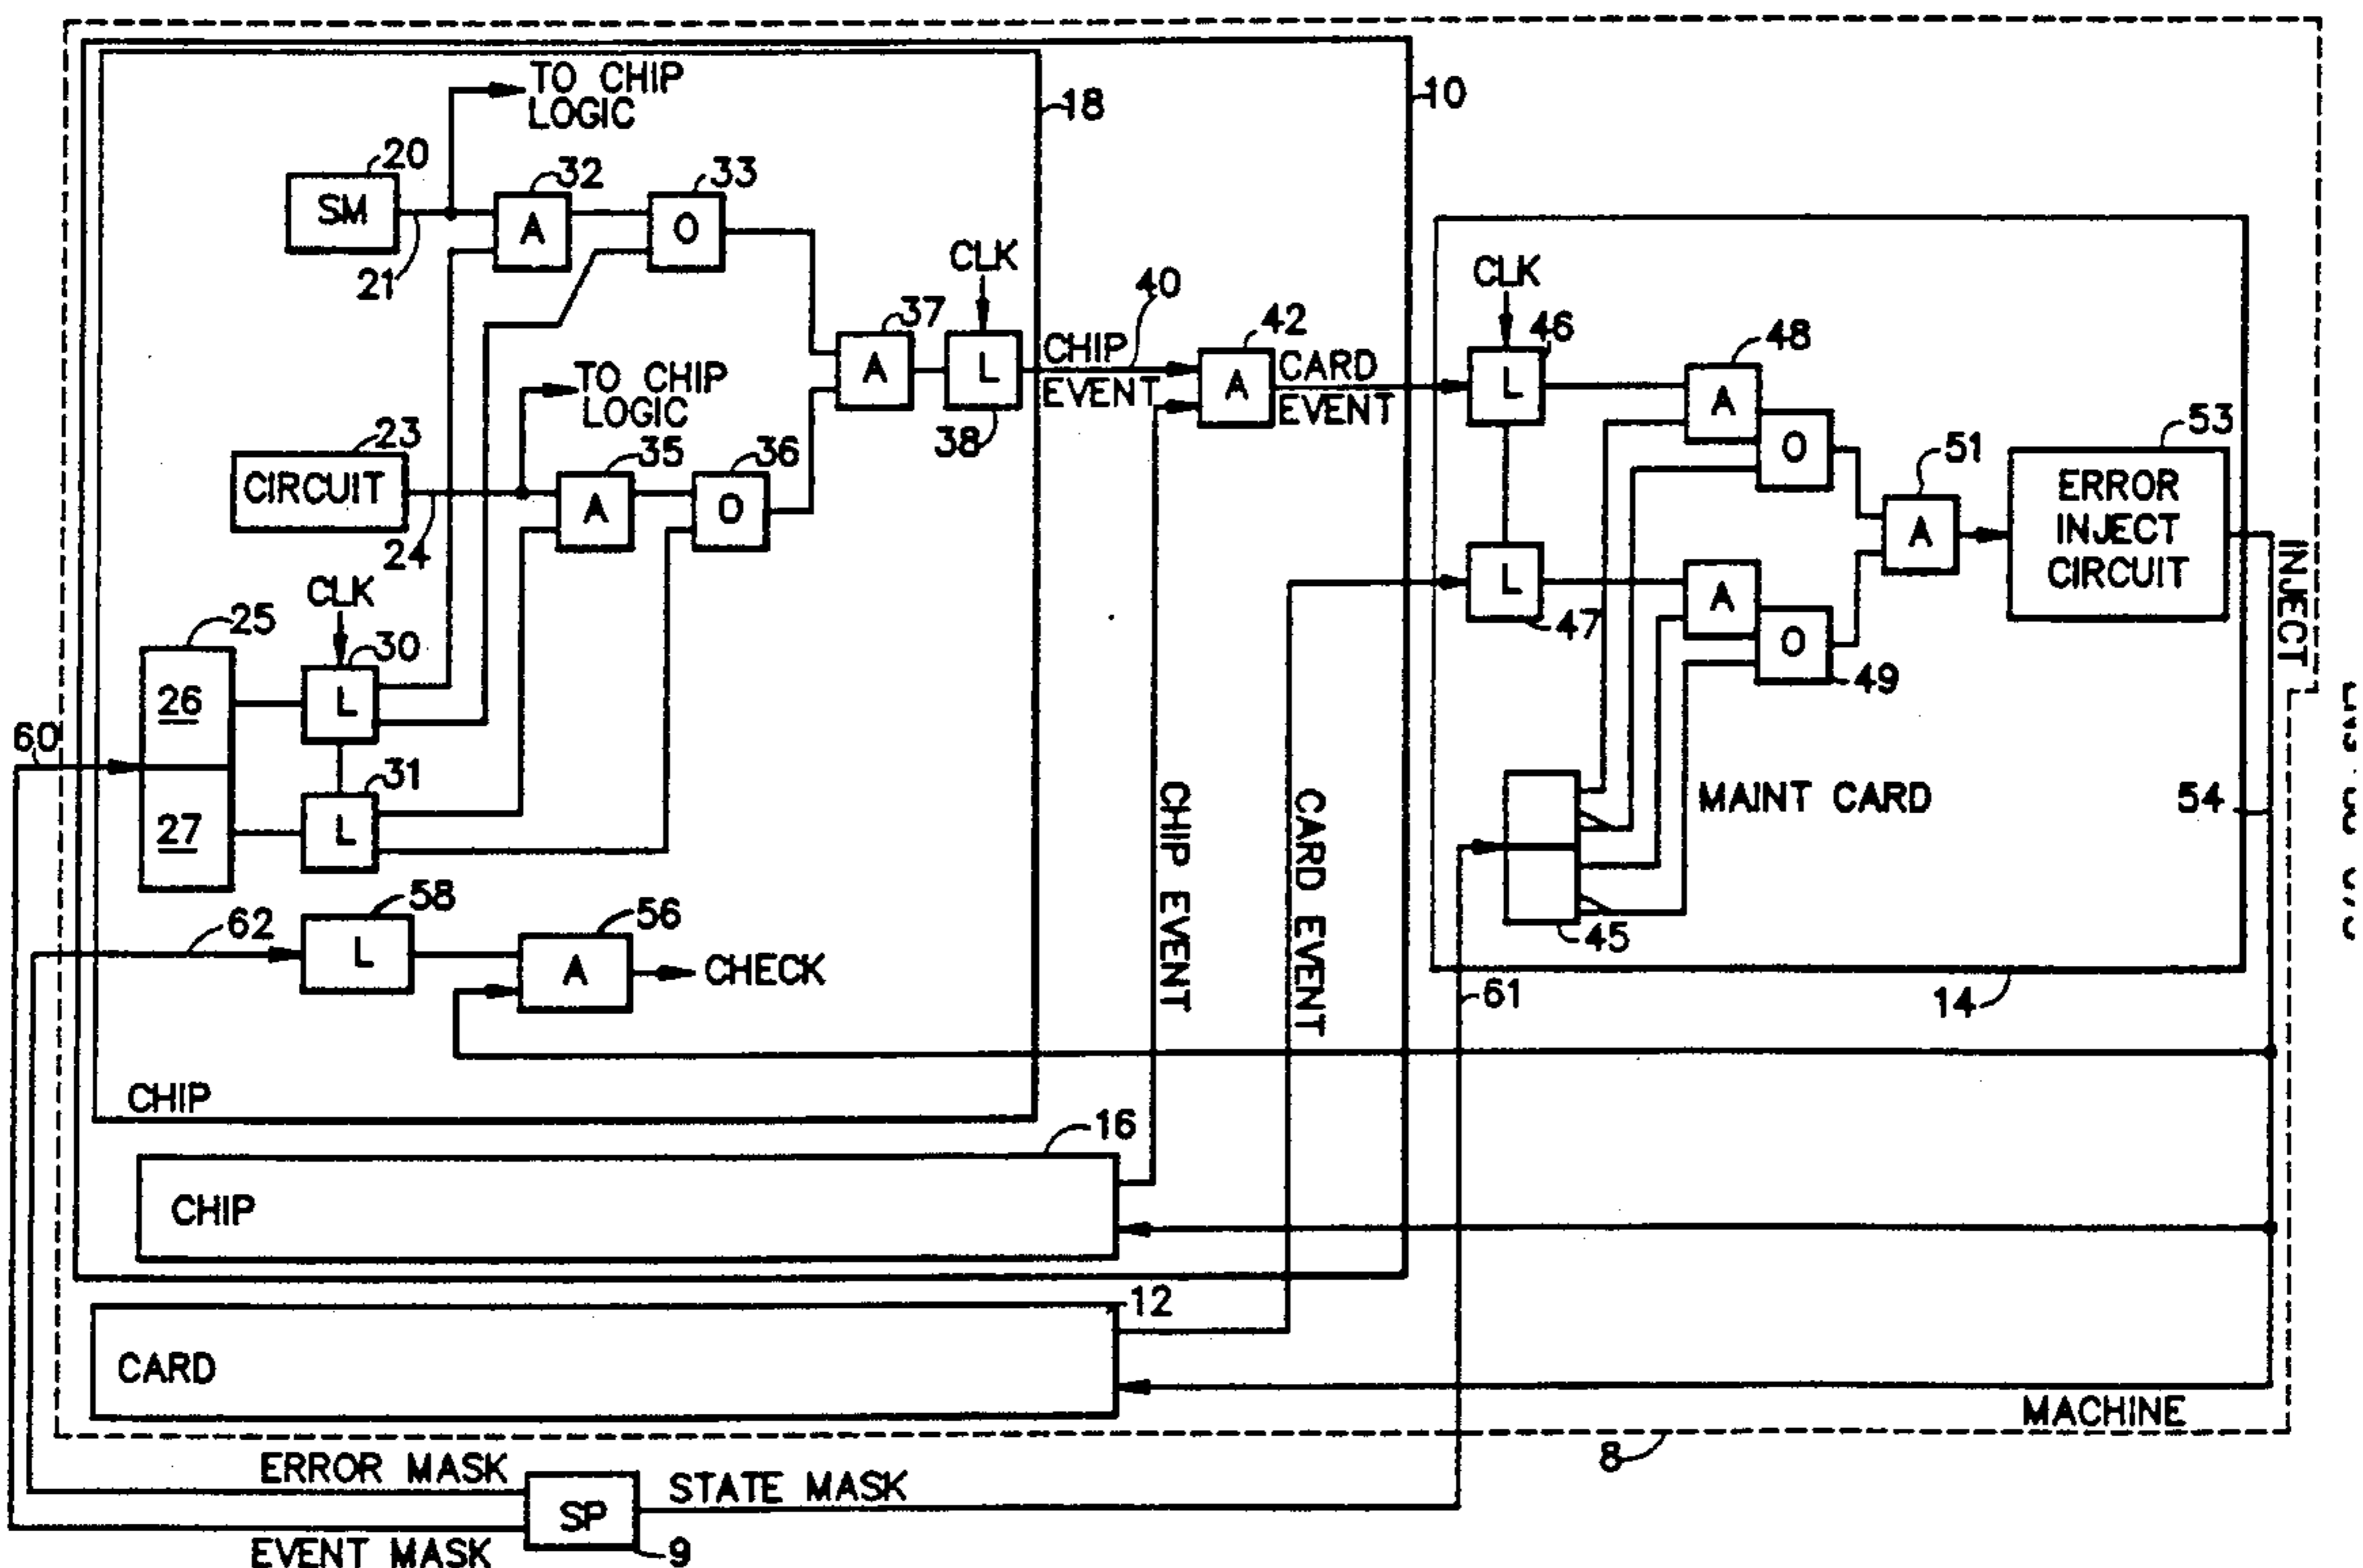 TO CHIP
LOGIC
18
10
20
SM
21
32
A
33
O
CLK
40
37
A
L
38
CHIP
EVENT
42
A
CARD
EVENT
CLK
46
L
48
A
O
51
A
53
ERROR
INJECT
CIRCUIT
INJECT
TO CHIP
LOGIC
23
CIRCUIT
24
35
A
36
O
L
47
A
O
49
CLK
25
26
27
30
L
31
L
60
MAINT CARD
45
54
61
14
58
L
62
56
A
CHECK
CHIP EVENT
CARD EVENT
CHIP
16
CHIP
12
CARD
MACHINE
8
ERROR MASK
SP
STATE MASK
9
EVENT MASK